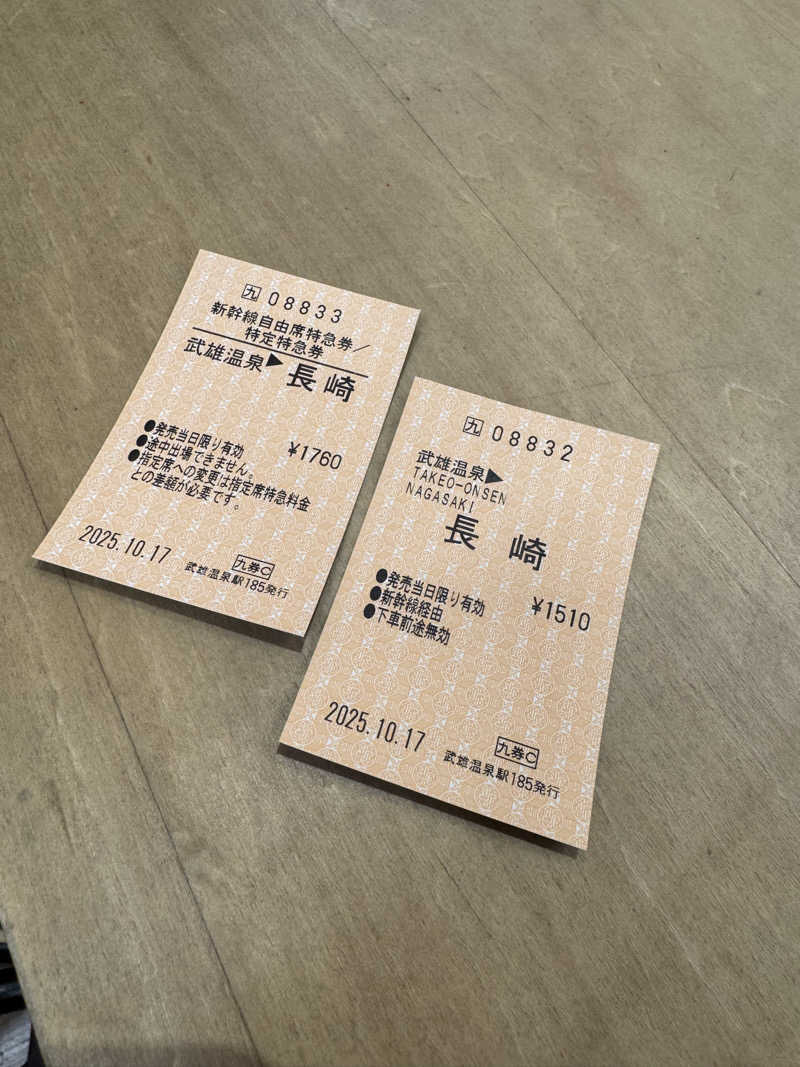 九 08833
新幹線自由席特急券／
特定特急券
武雄温泉▶長崎
●発売当日限り有効
¥1760
●途中出場できません。
●指定席への変更は指定席特急料金
との差額が必要です。
2025.10.17
九券C
武雄温泉駅185発行
九 08832
武雄温泉▶
TAKEO-ONSEN
NAGASAKI
長崎
●発売当日限り有効
¥1510
●新幹線経由
●下車前途無効
2025.10.17
九券C
武雄温泉駅185発行